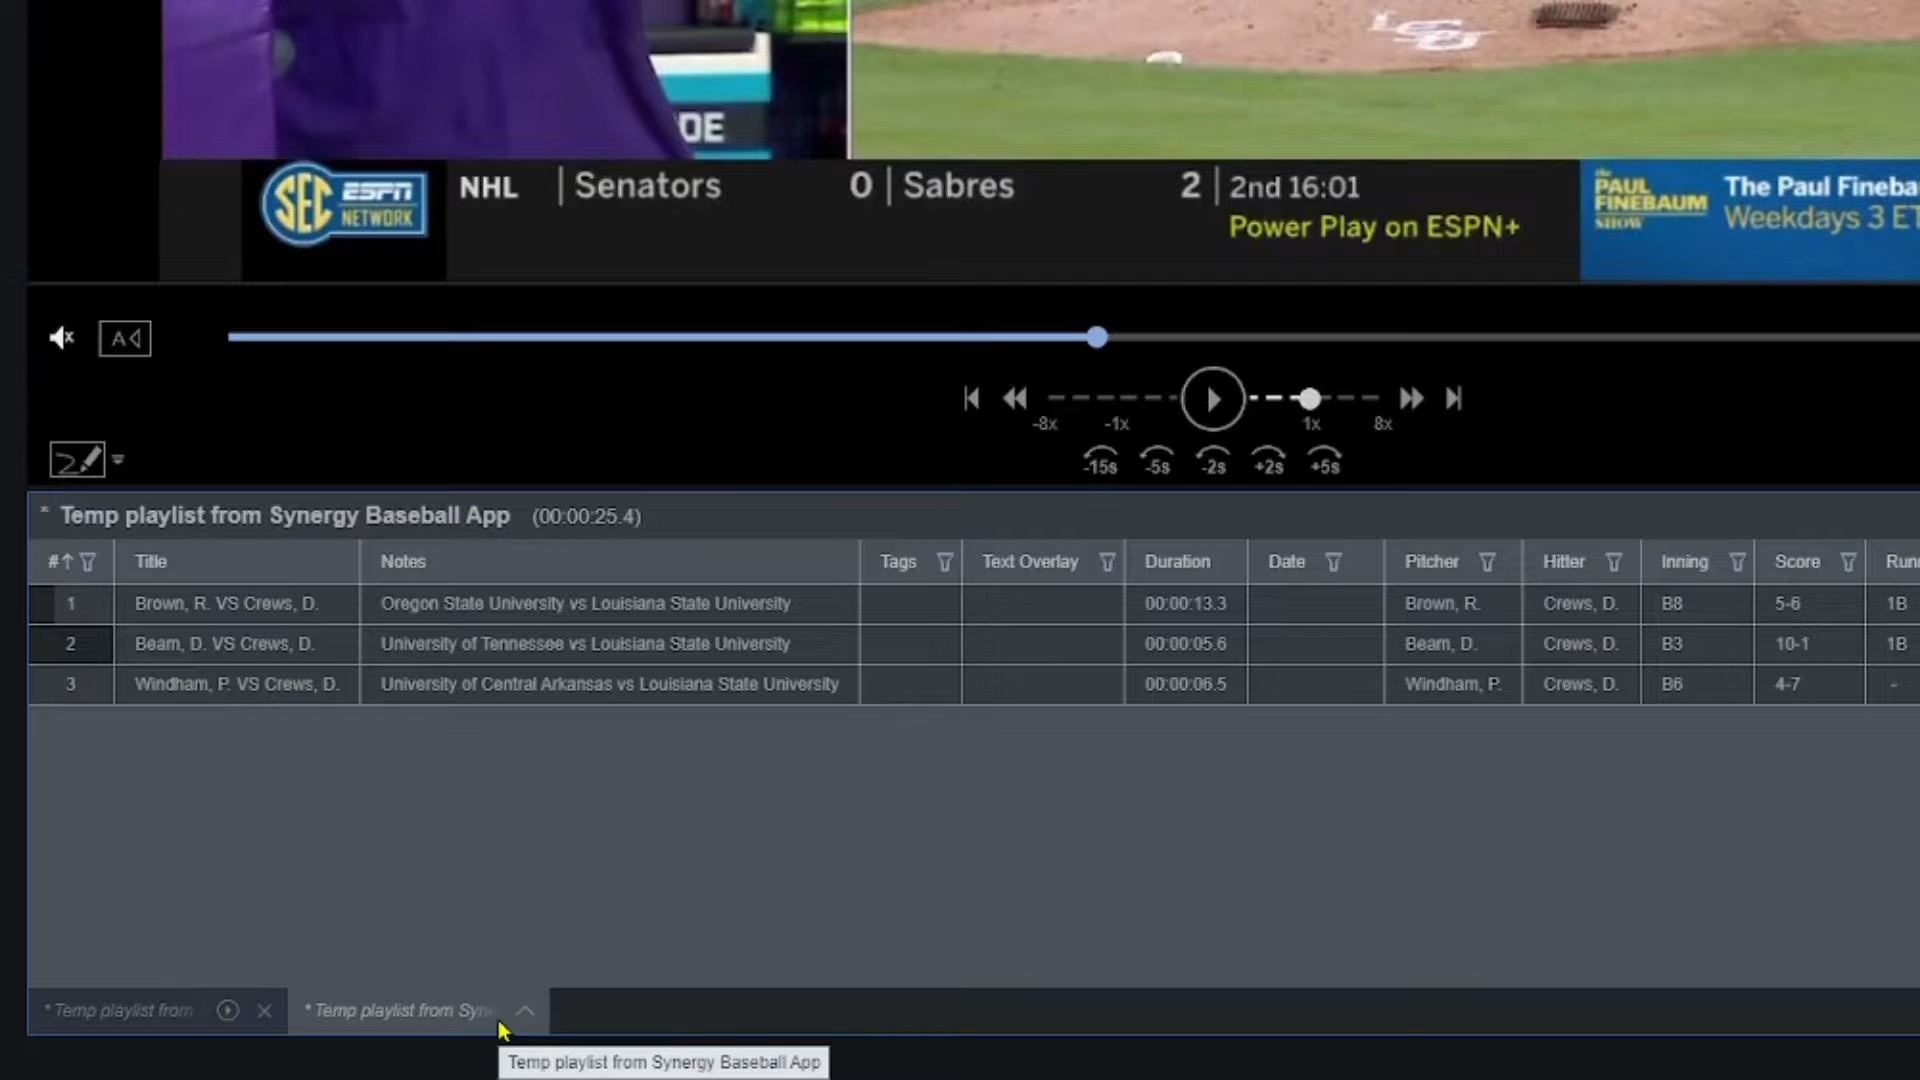 DE
LSU
SEC ESPN NETWORK
NHL | Senators 0 | Sabres 2 | 2nd 16:01
Power Play on ESPN+
the PAUL FINEBAUM SHOW
The Paul Fineba
Weekdays 3 ET
A
-8x -1x 1x 8x
-15s -5s -2s +2s +5s
* Temp playlist from Synergy Baseball App (00:00:25.4)
# Title Notes Tags Text Overlay Duration Date Pitcher Hitter Inning Score Runn
1 Brown, R. VS Crews, D. Oregon State University vs Louisiana State University 00:00:13.3 Brown, R. Crews, D. B8 5-6 1B
2 Beam, D. VS Crews, D. University of Tennessee vs Louisiana State University 00:00:05.6 Beam, D. Crews, D. B3 10-1 1B
3 Windham, P. VS Crews, D. University of Central Arkansas vs Louisiana State University 00:00:06.5 Windham, P. Crews, D. B6 4-7 -
* Temp playlist from * Temp playlist from Syn
Temp playlist from Synergy Baseball App